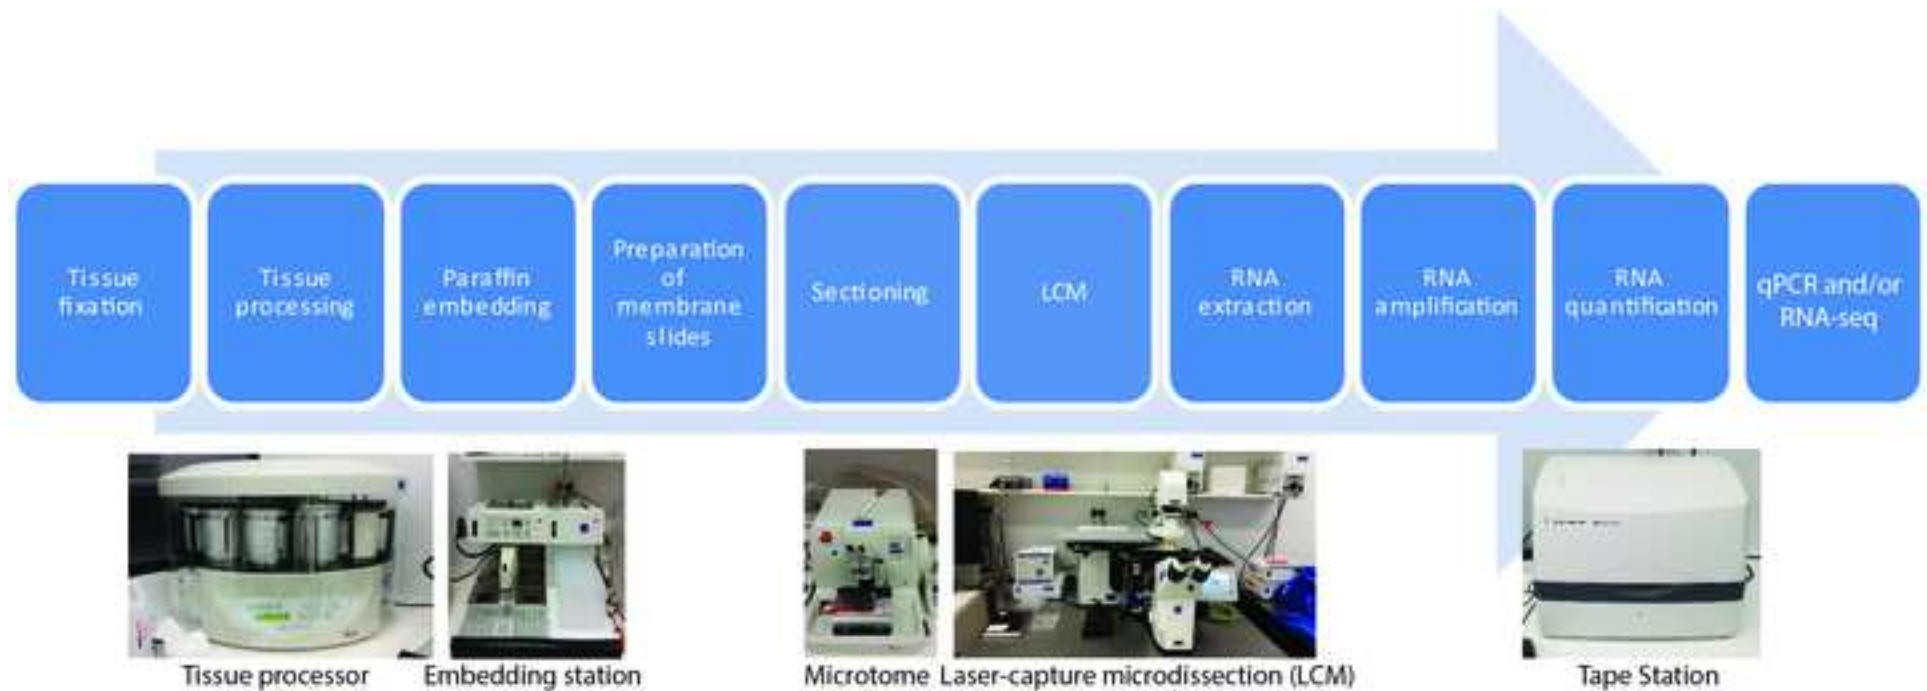 Tissue
fixation
Tissue
processing
Paraffin
embedding
Preparation
of
membrane
slides
Sectioning
LCM
RNA
extraction
RNA
amplification
RNA
quantification
qPCR and/or
RNA-seq
Tissue processor
Embedding station
Microtome
Laser-capture microdissection (LCM)
Tape Station